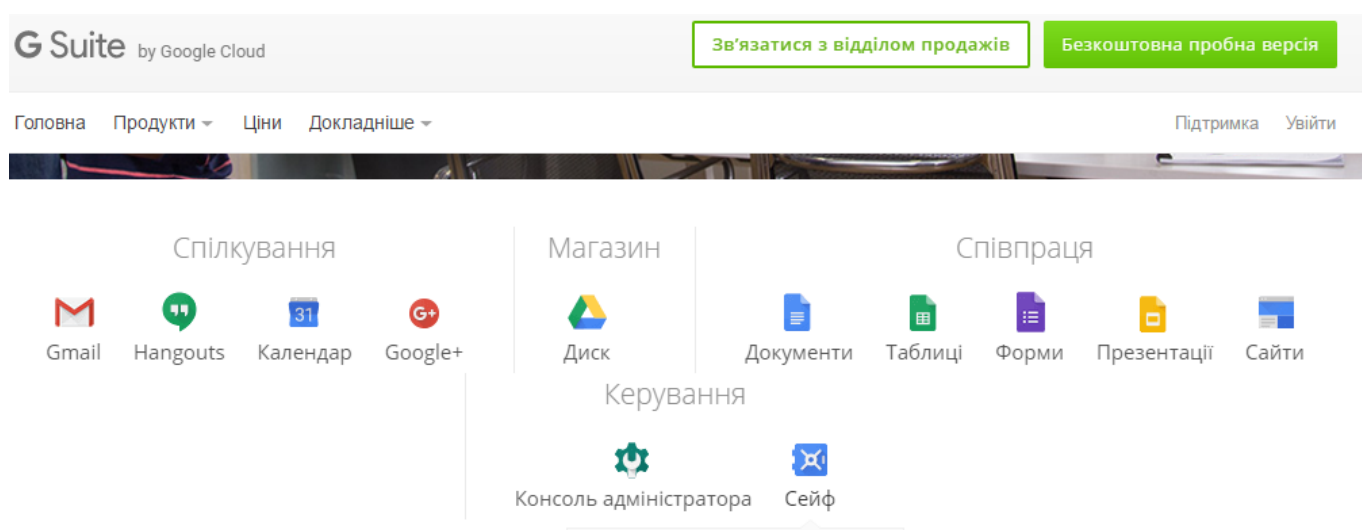 G Suite by Google Cloud
Зв’язатися з відділом продажів
Безкоштовна пробна версія
Головна Продукти Ціни Докладніше
Підтримка Увійти
Спілкування Магазин Співпраця
31 G+
Gmail Hangouts Календар Google+ Диск Документи Таблиці Форми Презентації Сайти
Керування
Консоль адміністратора Сейф